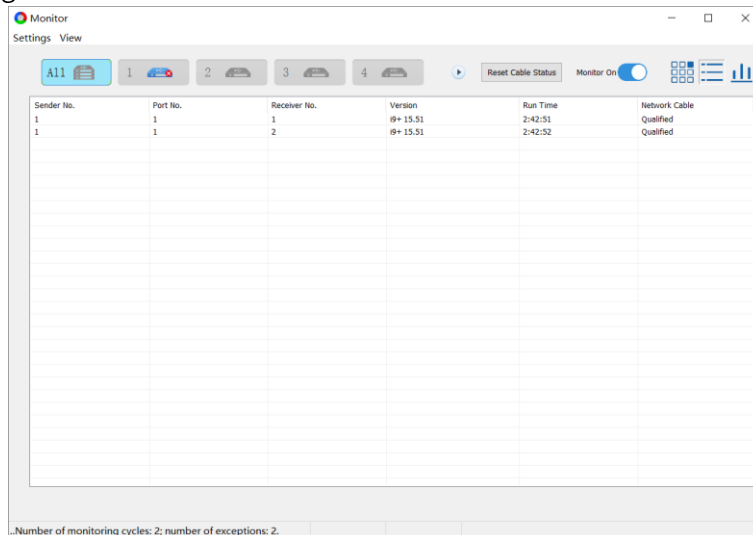 Monitor
Settings View
All 1 2 3 4 Reset Cable Status Monitor On
Sender No. Port No. Receiver No. Version Run Time Network Cable
1 1 1 i9+ 15.51 2:42:51 Qualified
1 1 2 i9+ 15.51 2:42:52 Qualified
..Number of monitoring cycles: 2; number of exceptions: 2.